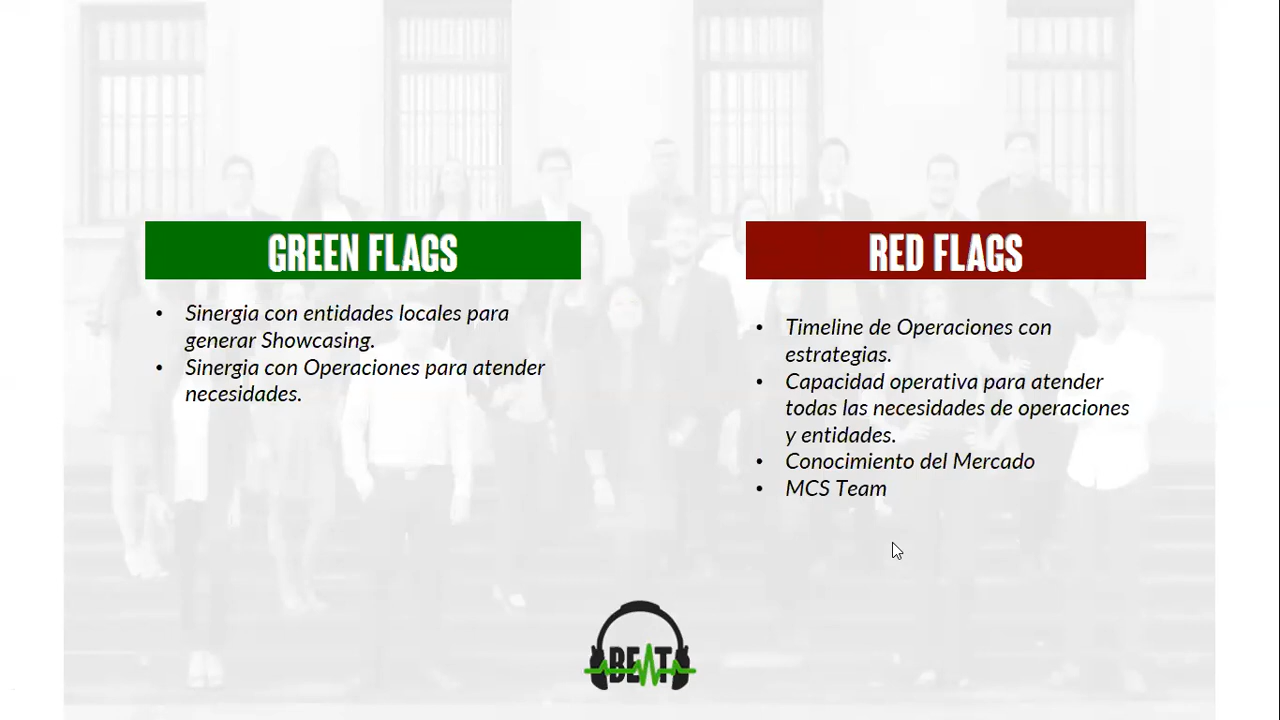 GREEN FLAGS
• Sinergia con entidades locales para
generar Showcasing.
• Sinergia con Operaciones para atender
necesidades.
RED FLAGS
• Timeline de Operaciones con
estrategias.
• Capacidad operativa para atender
todas las necesidades de operaciones
y entidades.
• Conocimiento del Mercado
• MCS Team
BEAT